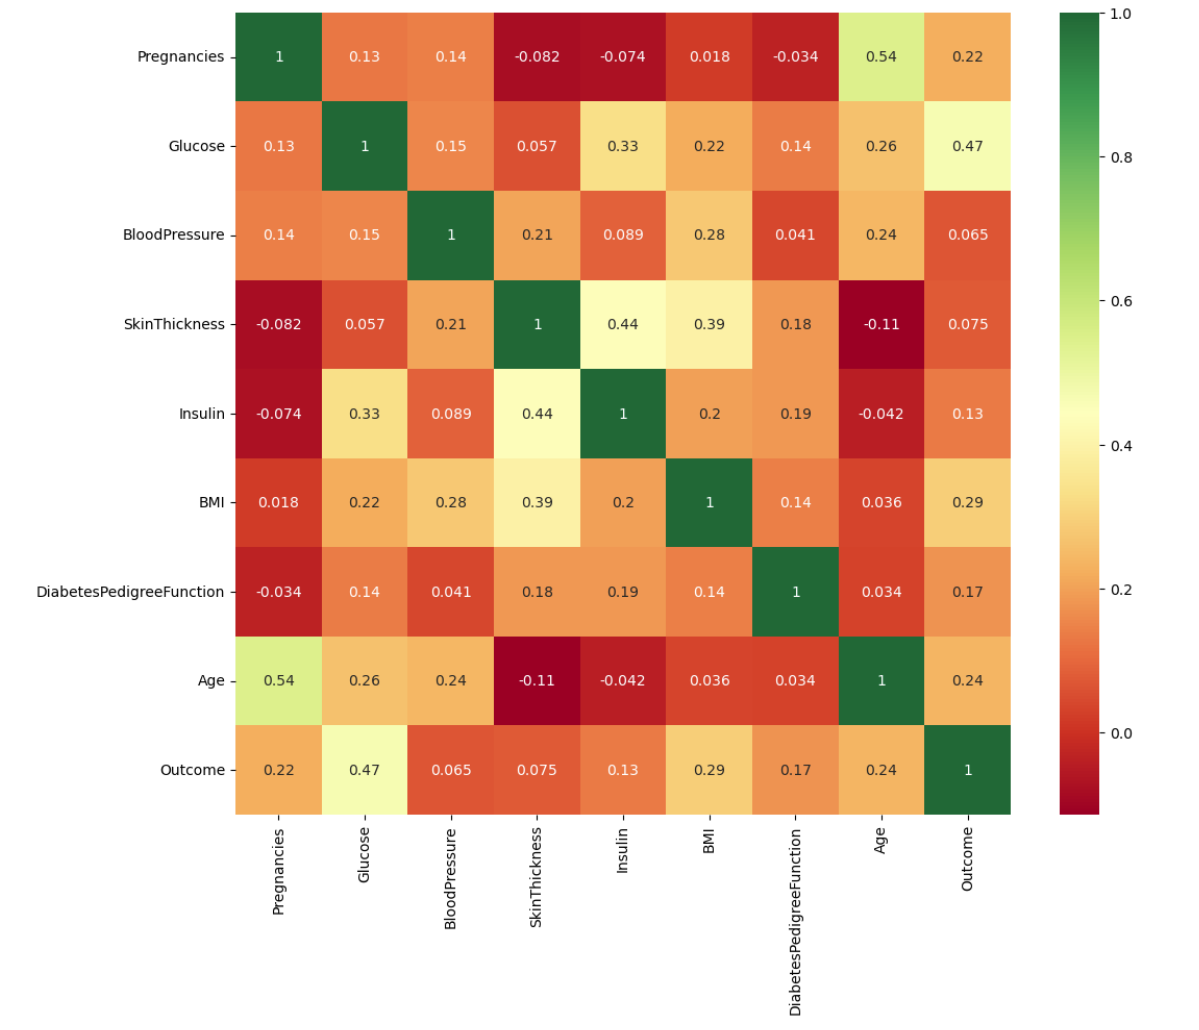 Pregnancies 1 0.13 0.14 -0.082 -0.074 0.018 -0.034 0.54 0.22
Glucose 0.13 1 0.15 0.057 0.33 0.22 0.14 0.26 0.47
BloodPressure 0.14 0.15 1 0.21 0.089 0.28 0.041 0.24 0.065
SkinThickness -0.082 0.057 0.21 1 0.44 0.39 0.18 -0.11 0.075
Insulin -0.074 0.33 0.089 0.44 1 0.2 0.19 -0.042 0.13
BMI 0.018 0.22 0.28 0.39 0.2 1 0.14 0.036 0.29
DiabetesPedigreeFunction -0.034 0.14 0.041 0.18 0.19 0.14 1 0.034 0.17
Age 0.54 0.26 0.24 -0.11 -0.042 0.036 0.034 1 0.24
Outcome 0.22 0.47 0.065 0.075 0.13 0.29 0.17 0.24 1
Pregnancies
Glucose
BloodPressure
SkinThickness
Insulin
BMI
DiabetesPedigreeFunction
Age
Outcome
1.0
0.8
0.6
0.4
0.2
0.0